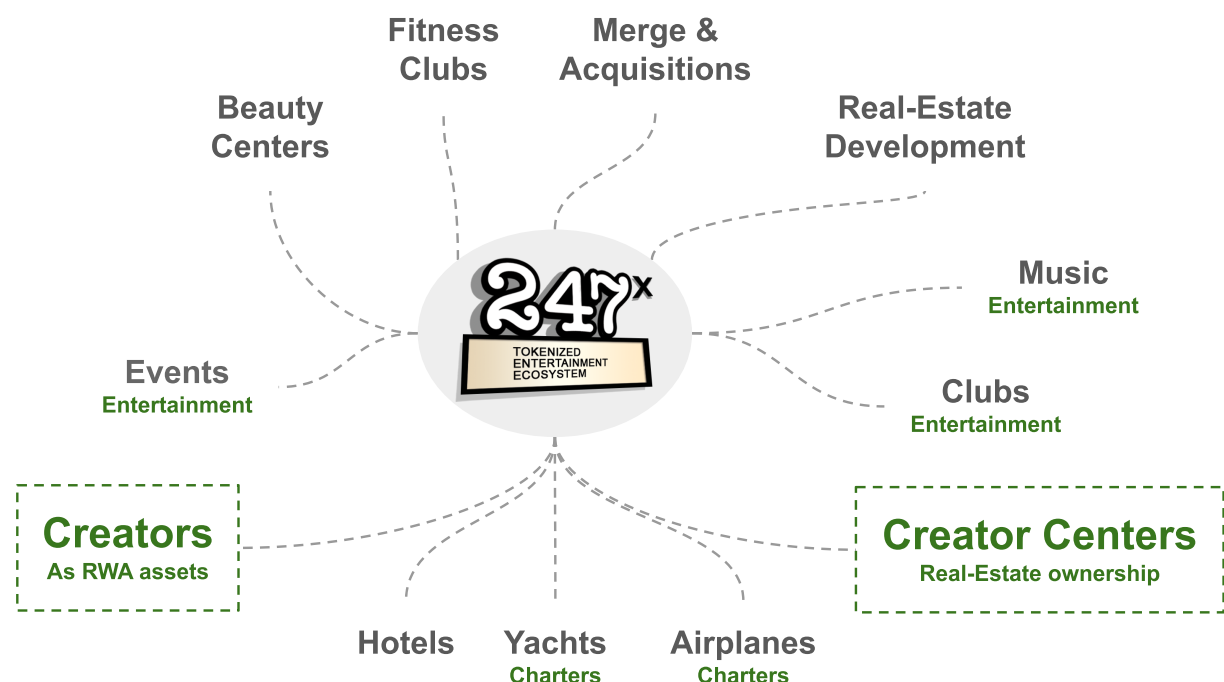 Fitness
Clubs
Merge &
Acquisitions
Beauty
Centers
Real-Estate
Development
247x
TOKENIZED
ENTERTAINMENT
ECOSYSTEM
Music
Entertainment
Events
Entertainment
Clubs
Entertainment
Creators
As RWA assets
Creator Centers
Real-Estate ownership
Hotels
Yachts
Charters
Airplanes
Charters